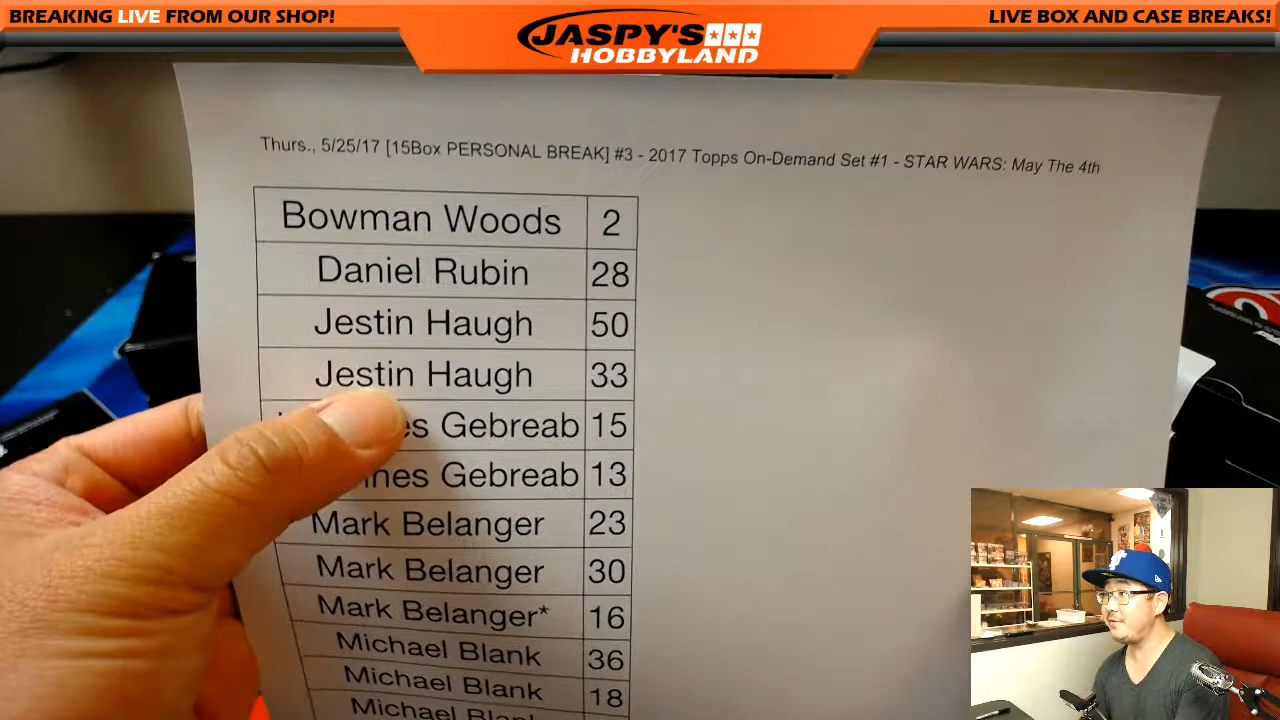 BREAKING LIVE FROM OUR SHOP!
JASPY'S
HOBBYLAND
LIVE BOX AND CASE BREAKS!
Thurs., 5/25/17 [15Box PERSONAL BREAK] #3 - 2017 Topps On-Demand Set #1 - STAR WARS: May The 4th
Bowman Woods 2
Daniel Rubin 28
Jestin Haugh 50
Jestin Haugh 33
Gebreab 15
Gebreab 13
Mark Belanger 23
Mark Belanger 30
Mark Belanger* 16
Michael Blank 36
Michael Blank 18
Michael